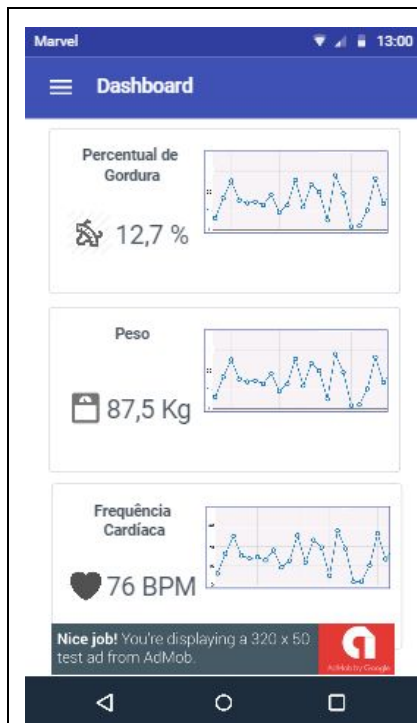 Marvel 13:00
Dashboard
Percentual de
Gordura
12,7 %
Peso
87,5 Kg
Frequência
Cardíaca
76 BPM
Nice job! You're displaying a 320 x 50
test ad from AdMob.
AdMob by Google